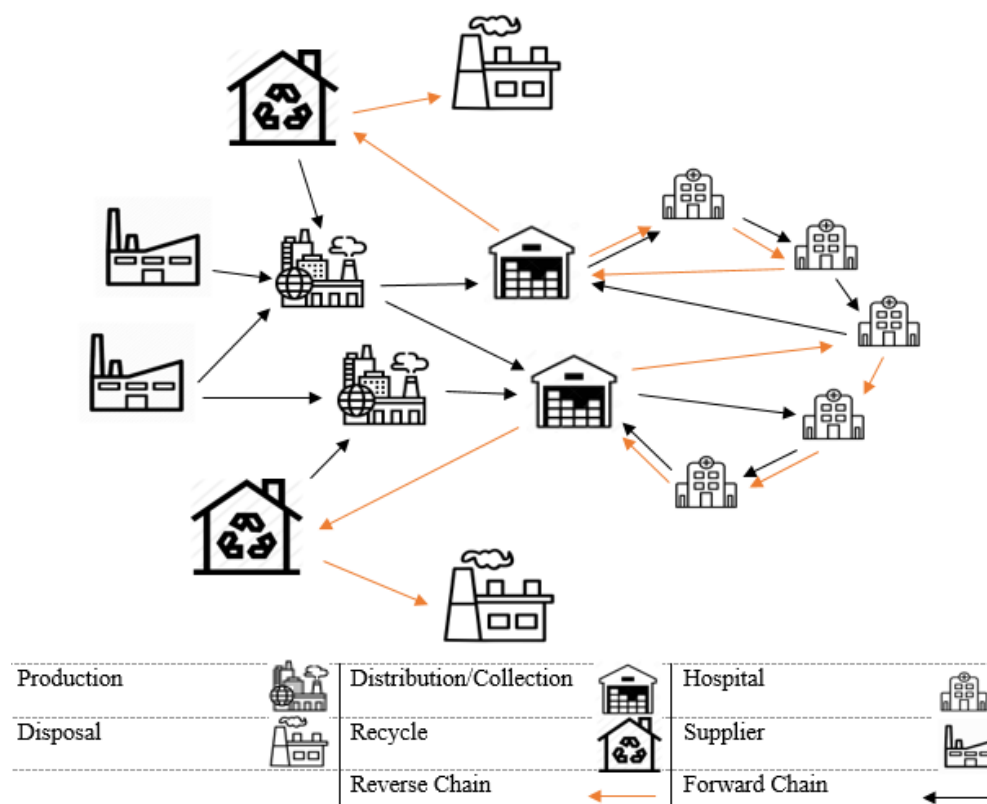 Production
Distribution/Collection
Hospital
Disposal
Recycle
Supplier
Reverse Chain
Forward Chain